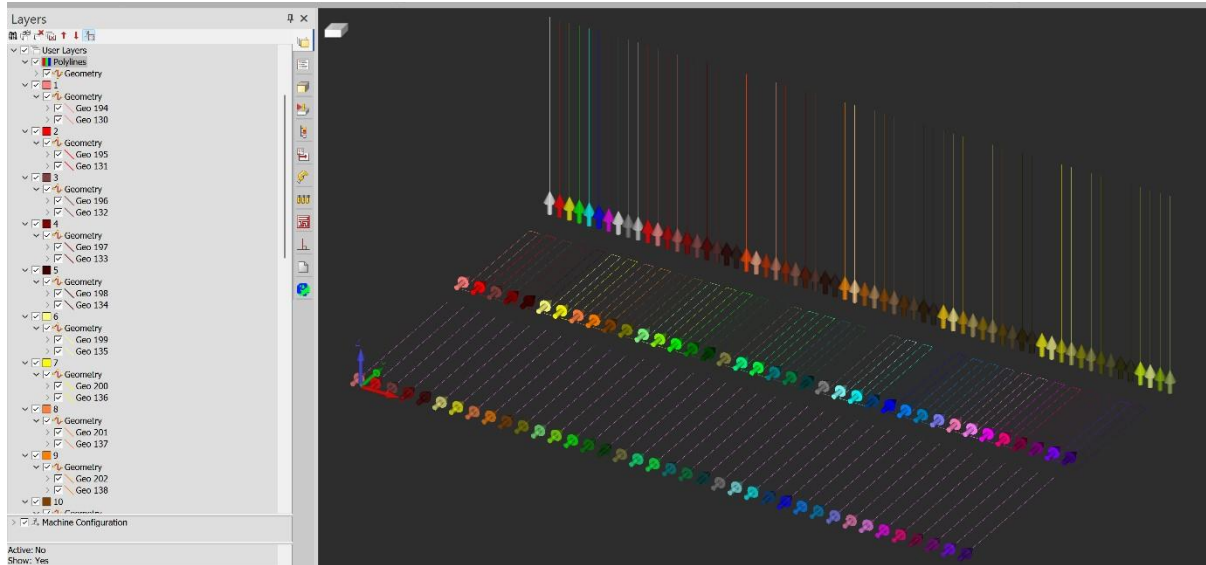 Layers
User Layers
Polylines
Geometry
1
Geometry
Geo 194
Geo 130
2
Geometry
Geo 195
Geo 131
3
Geometry
Geo 196
Geo 132
4
Geometry
Geo 197
Geo 133
5
Geometry
Geo 198
Geo 134
6
Geometry
Geo 199
Geo 135
7
Geometry
Geo 200
Geo 136
8
Geometry
Geo 201
Geo 137
9
Geometry
Geo 202
Geo 138
10
Machine Configuration
Active: No
Show: Yes